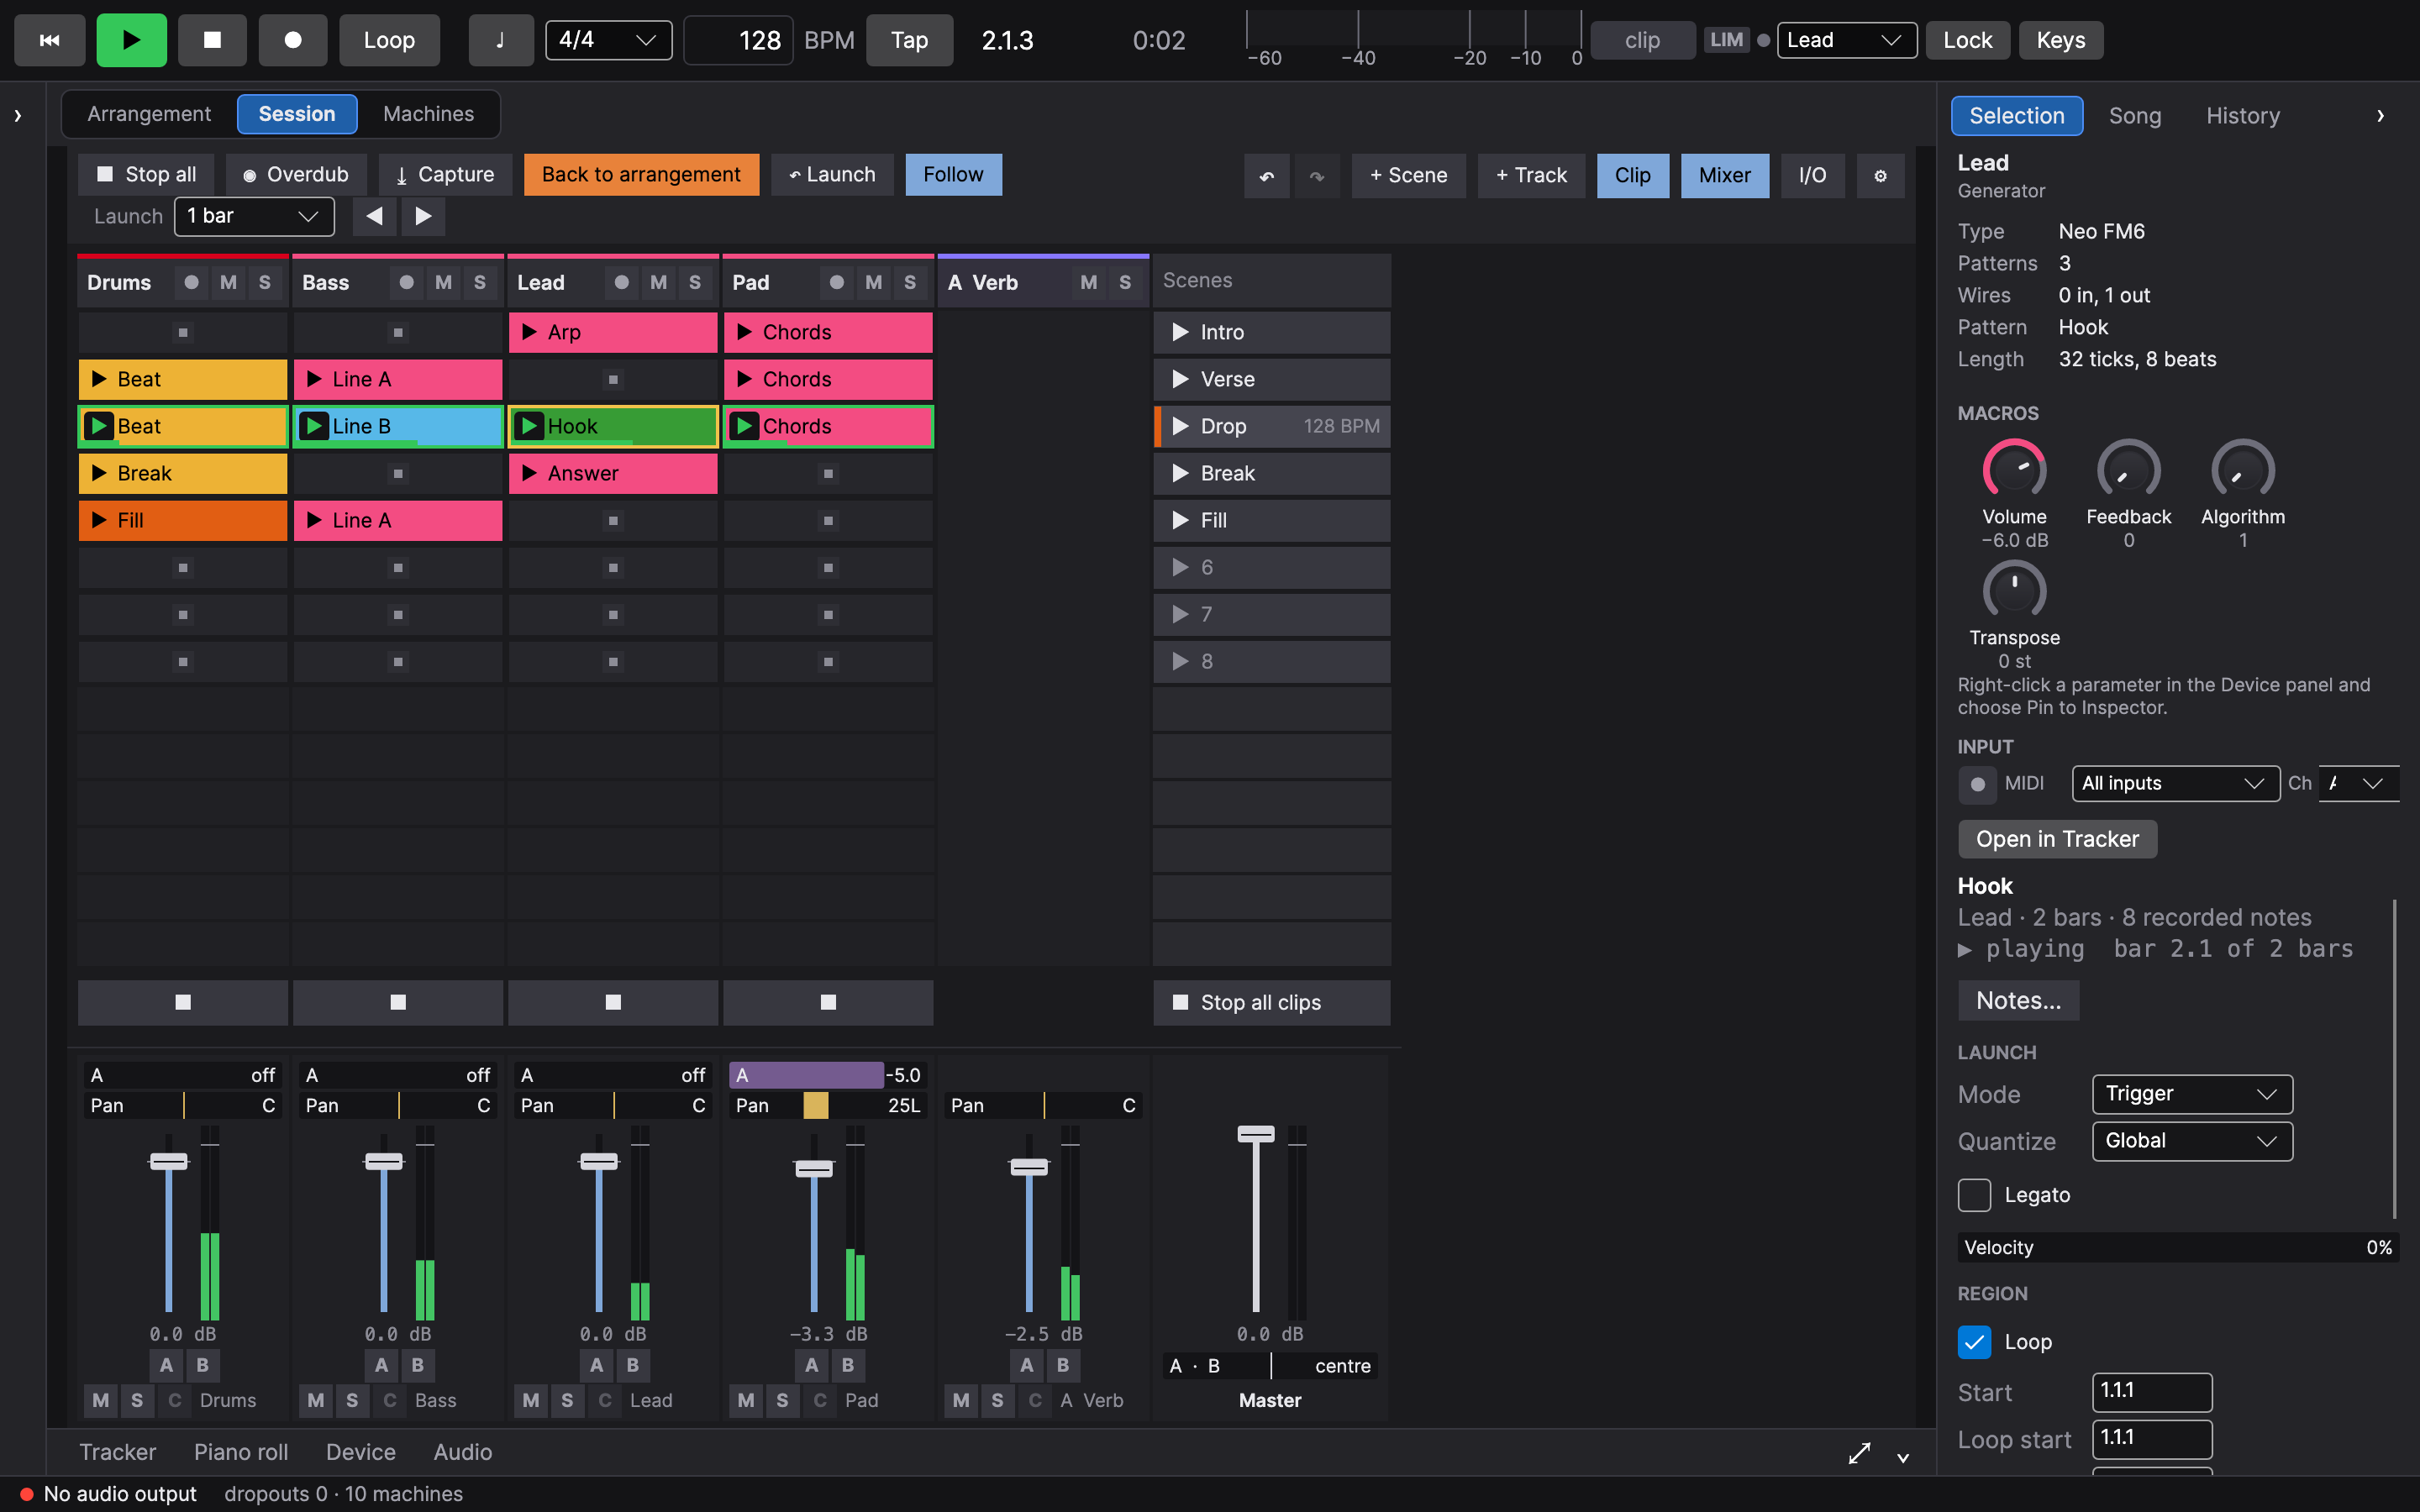 Loop 4/4 128 BPM Tap 2.1.3 0:02 −60 −40 −20 −10 0 clip LIM Lead Lock Keys
Arrangement Session Machines
Stop all Overdub Capture Back to arrangement Launch Follow + Scene + Track Clip Mixer I/O
Launch 1 bar
Drums M S Bass M S Lead M S Pad M S A Verb M S Scenes
Arp Chords Intro
Beat Line A Chords Verse
Beat Line B Hook Chords Drop 128 BPM
Break Answer Break
Fill Line A Fill
6
7
8
Stop all clips
A off A off A off A -5.0
Pan C Pan C Pan C Pan 25L Pan C
0.0 dB 0.0 dB 0.0 dB −3.3 dB −2.5 dB 0.0 dB
A B A B A B A B A B A · B centre
M S C Drums M S C Bass M S C Lead M S C Pad M S C A Verb Master
Tracker Piano roll Device Audio
No audio output dropouts 0 · 10 machines
Selection Song History
Lead
Generator
Type Neo FM6
Patterns 3
Wires 0 in, 1 out
Pattern Hook
Length 32 ticks, 8 beats
MACROS
Volume Feedback Algorithm
−6.0 dB 0 1
Transpose
0 st
Right-click a parameter in the Device panel and
choose Pin to Inspector.
INPUT
MIDI All inputs Ch
Open in Tracker
Hook
Lead · 2 bars · 8 recorded notes
playing bar 2.1 of 2 bars
Notes...
LAUNCH
Mode Trigger
Quantize Global
Legato
Velocity 0%
REGION
Loop
Start 1.1.1
Loop start 1.1.1